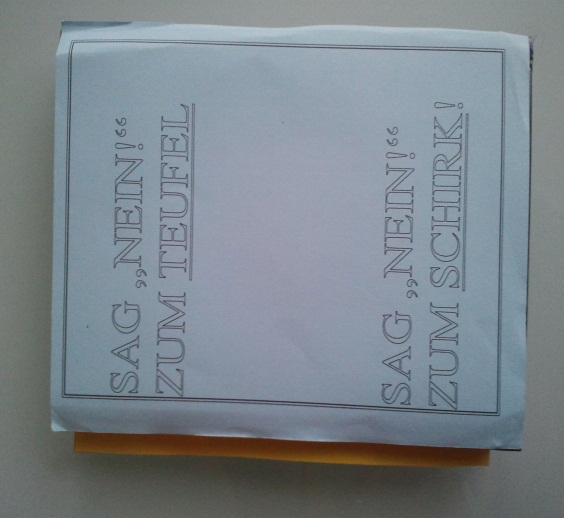 SAG „NEIN!“
ZUM TEUFEL
SAG „NEIN!“
ZUM SCHIRK!